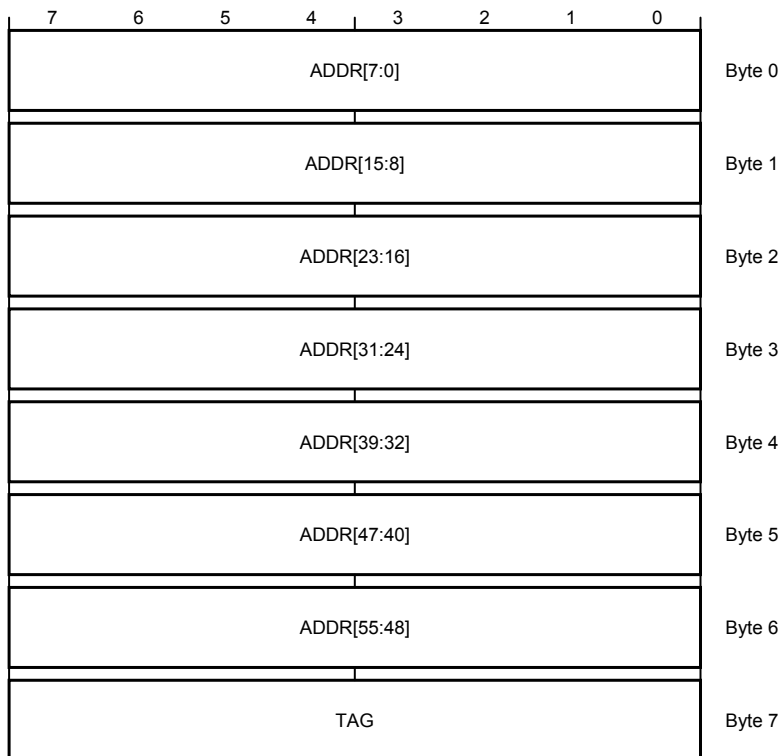 7 6 5 4 3 2 1 0
ADDR[7:0] Byte 0
ADDR[15:8] Byte 1
ADDR[23:16] Byte 2
ADDR[31:24] Byte 3
ADDR[39:32] Byte 4
ADDR[47:40] Byte 5
ADDR[55:48] Byte 6
TAG Byte 7